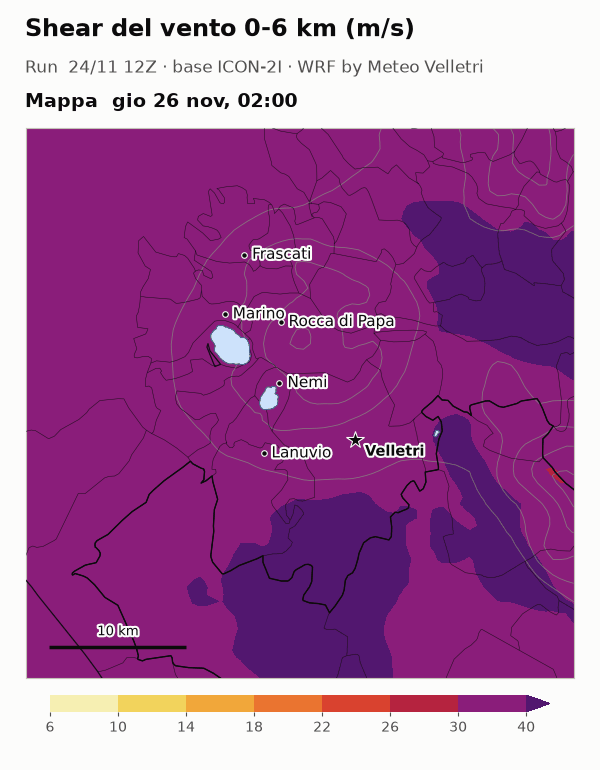 Shear del vento 0-6 km (m/s)
Run  24/11 12Z · base ICON-2I · WRF by Meteo Velletri
Mappa  gio 26 nov, 02:00
Frascati
Marino
Rocca di Papa
Nemi
Velletri
Lanuvio
10 km
6 10 14 18 22 26 30 40